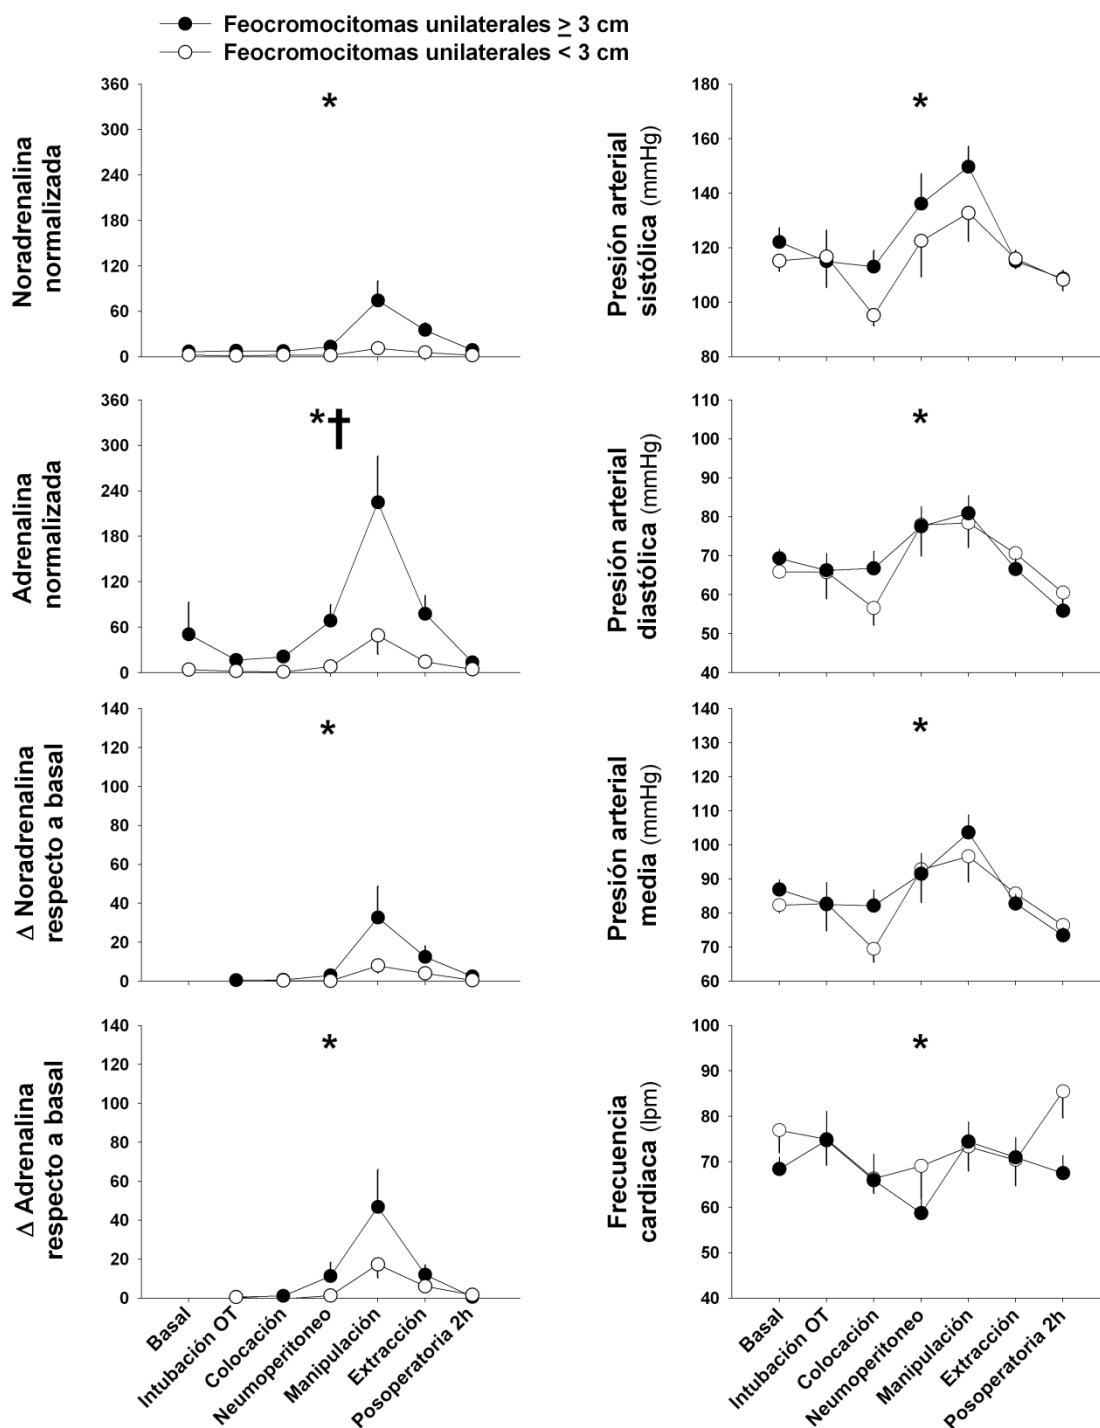 Feocromocitomas unilaterales ≥ 3 cm
Feocromocitomas unilaterales < 3 cm
Noradrenalina
normalizada
360
300
240
180
120
60
0
*
Presión arterial
sistólica (mmHg)
180
160
140
120
100
80
*
Adrenalina
normalizada
360
300
240
180
120
60
0
*†
Presión arterial
diastólica (mmHg)
110
100
90
80
70
60
50
40
*
Δ Noradrenalina
respecto a basal
140
120
100
80
60
40
20
0
*
Presión arterial
media (mmHg)
140
130
120
110
100
90
80
70
60
*
Δ Adrenalina
respecto a basal
140
120
100
80
60
40
20
0
*
Basal
Intubación OT
Colocación
Neumoperitoneo
Manipulación
Extracción
Posoperatoria 2h
Frecuencia
cardiaca (lpm)
100
90
80
70
60
50
40
*
Basal
Intubación OT
Colocación
Neumoperitoneo
Manipulación
Extracción
Posoperatoria 2h